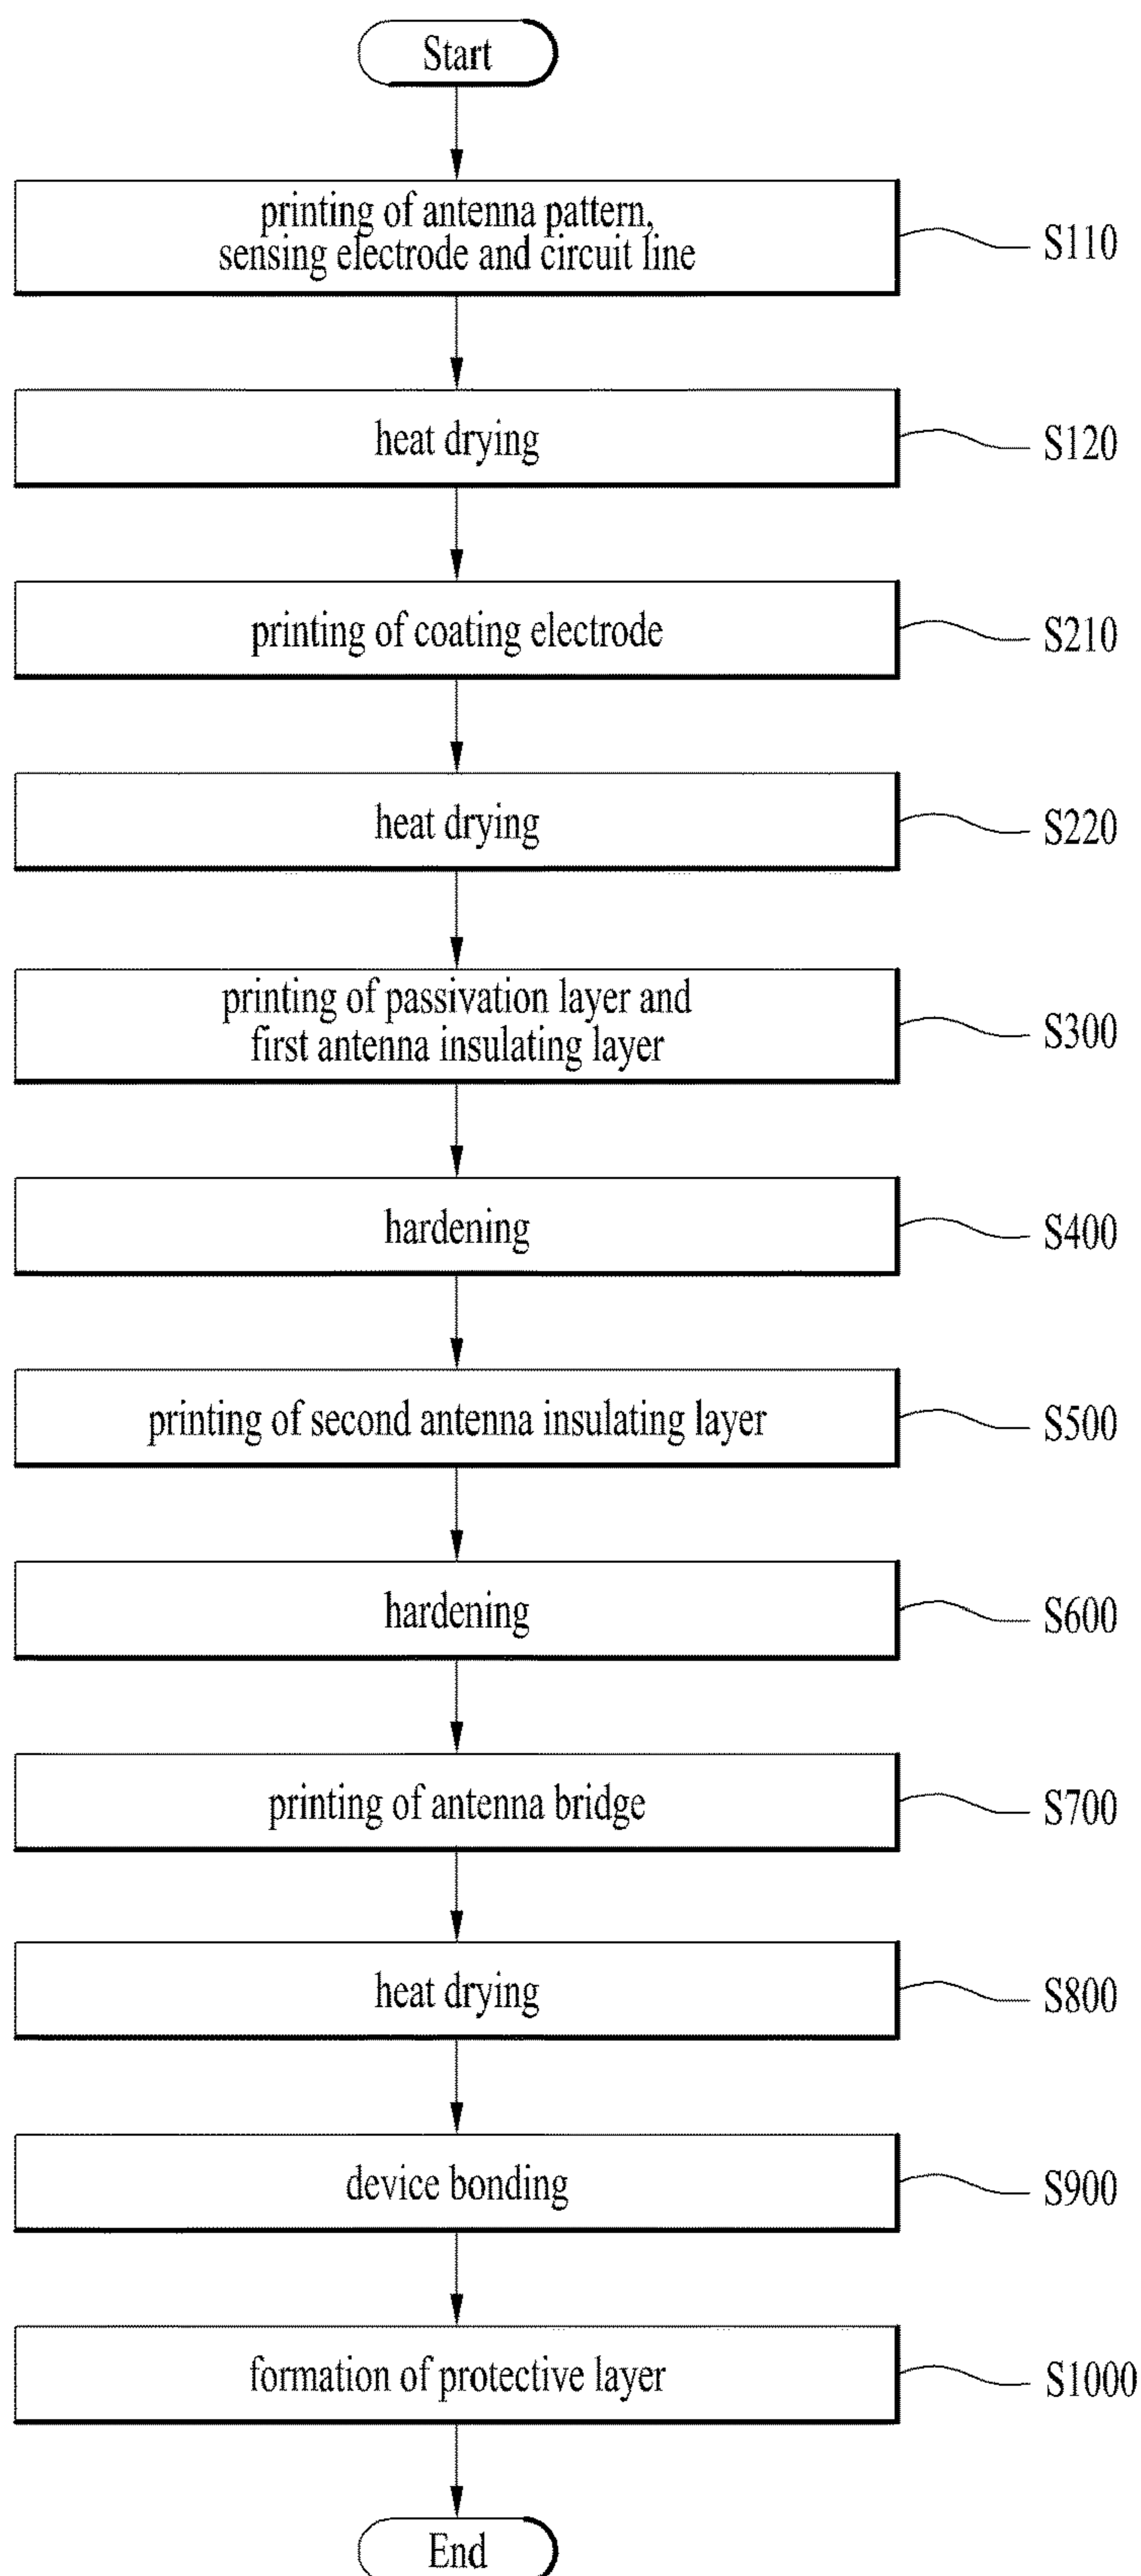 Start
printing of antenna pattern,
sensing electrode and circuit line
S110
heat drying
S120
printing of coating electrode
S210
heat drying
S220
printing of passivation layer and
first antenna insulating layer
S300
hardening
S400
printing of second antenna insulating layer
S500
hardening
S600
printing of antenna bridge
S700
heat drying
S800
device bonding
S900
formation of protective layer
S1000
End